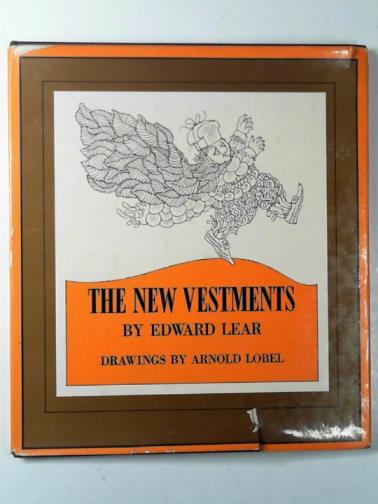 THE NEW VESTMENTS
BY EDWARD LEAR
DRAWINGS BY ARNOLD LOBEL